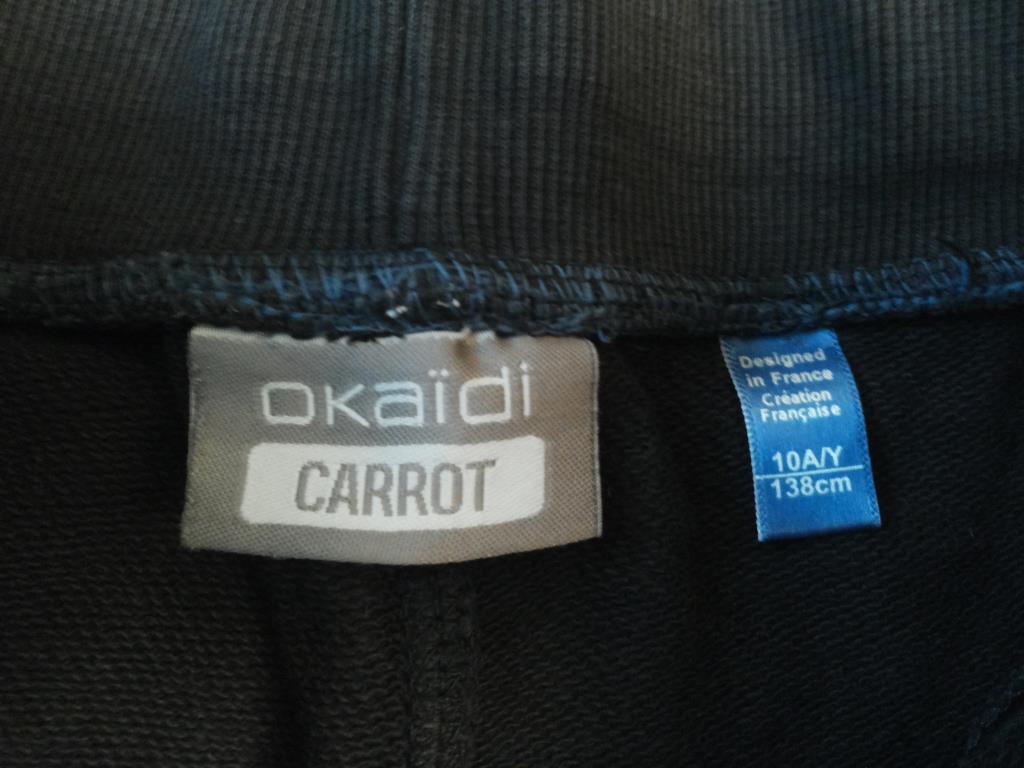 OKaïdi
CARROT
Designed
in France
Création
Française
10A/Y
138cm